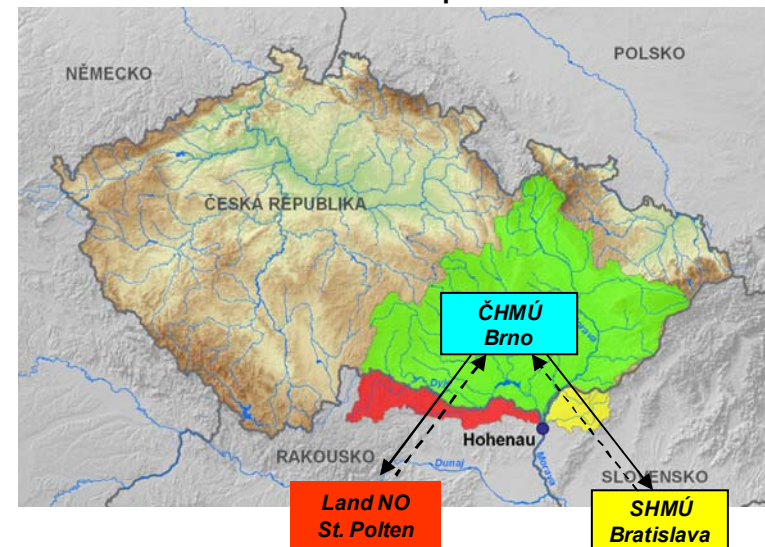 POLSKO
NĚMECKO
ČESKÁ REPUBLIKA
ČHMÚ
Brno
Dyje
Hohenau
RAKOUSKO
Dunaj
Morava
SLOVENSKO
Land NO
St. Polten
SHMÚ
Bratislava